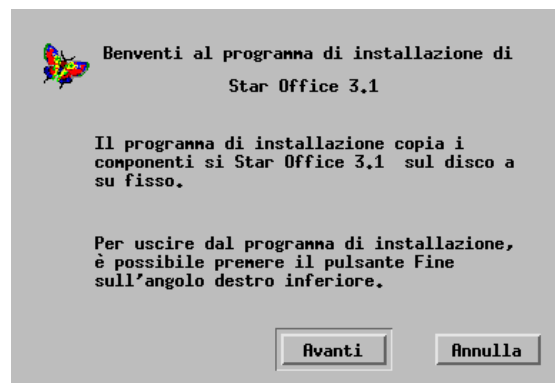 Benventi al programma di installazione di
Star Office 3.1
Il programma di installazione copia i
componenti si Star Office 3.1 sul disco a
su fisso.
Per uscire dal programma di installazione,
è possibile premere il pulsante Fine
sull'angolo destro inferiore.
Avanti Annulla